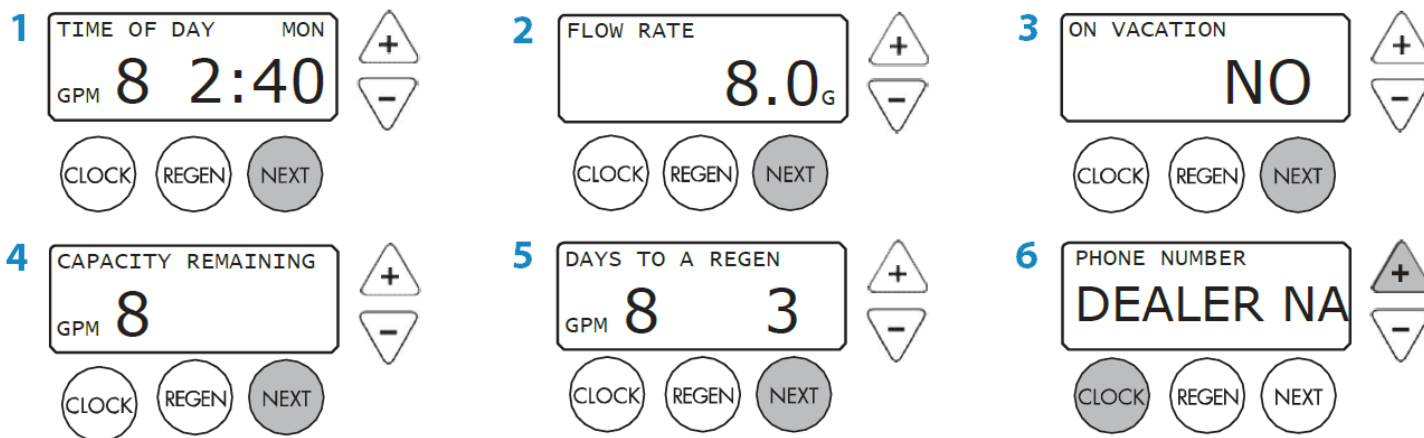 1
TIME OF DAY MON
GPM 8 2:40
+
−
CLOCK REGEN NEXT
2
FLOW RATE
8.0G
+
−
CLOCK REGEN NEXT
3
ON VACATION
NO
+
−
CLOCK REGEN NEXT
4
CAPACITY REMAINING
GPM 8
+
−
CLOCK REGEN NEXT
5
DAYS TO A REGEN
GPM 8 3
+
−
CLOCK REGEN NEXT
6
PHONE NUMBER
DEALER NA
+
−
CLOCK REGEN NEXT